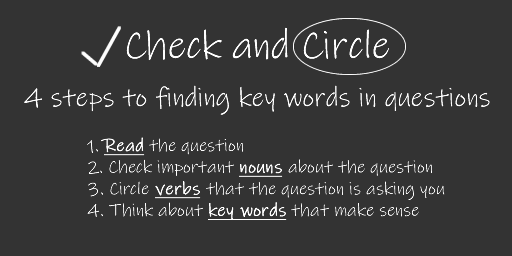 Check and Circle
4 steps to finding key words in questions
1. Read the question
2. Check important nouns about the question
3. Circle verbs that the question is asking you
4. Think about key words that make sense